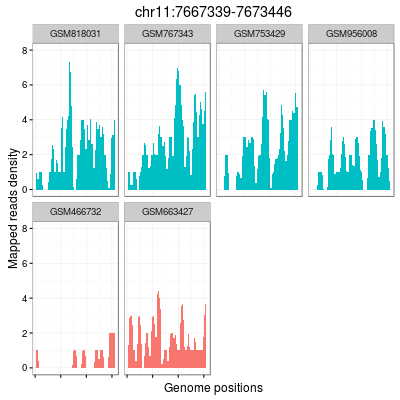 chr11:7667339-7673446
GSM818031 GSM767343 GSM753429 GSM956008
8
6
4
2
0
GSM466732 GSM663427
8
6
4
2
0
Mapped reads density
Genome positions